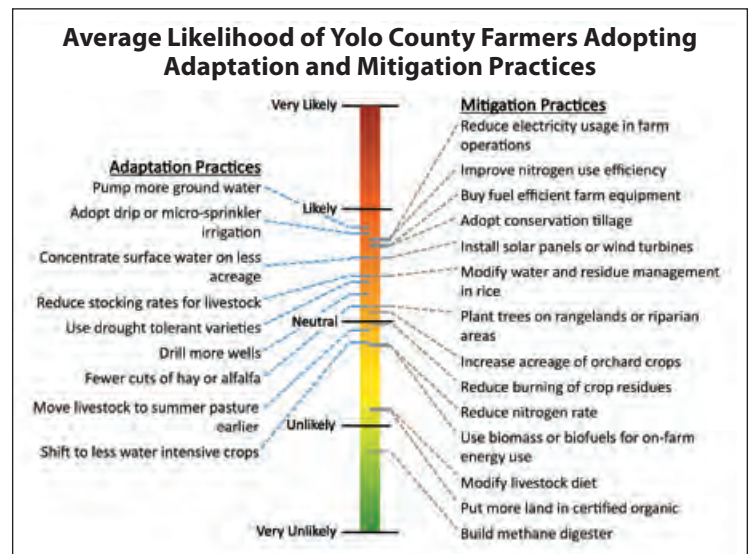 Average Likelihood of Yolo County Farmers Adopting
Adaptation and Mitigation Practices
Very Likely
Likely
Neutral
Unlikely
Very Unlikely
Adaptation Practices
Pump more ground water
Adopt drip or micro-sprinkler
irrigation
Concentrate surface water on less
acreage
Reduce stocking rates for livestock
Use drought tolerant varieties
Drill more wells
Fewer cuts of hay or alfalfa
Move livestock to summer pasture
earlier
Shift to less water intensive crops
Mitigation Practices
Reduce electricity usage in farm
operations
Improve nitrogen use efficiency
Buy fuel efficient farm equipment
Adopt conservation tillage
Install solar panels or wind turbines
Modify water and residue management
in rice
Plant trees on rangelands or riparian
areas
Increase acreage of orchard crops
Reduce burning of crop residues
Reduce nitrogen rate
Use biomass or biofuels for on-farm
energy use
Modify livestock diet
Put more land in certified organic
Build methane digester